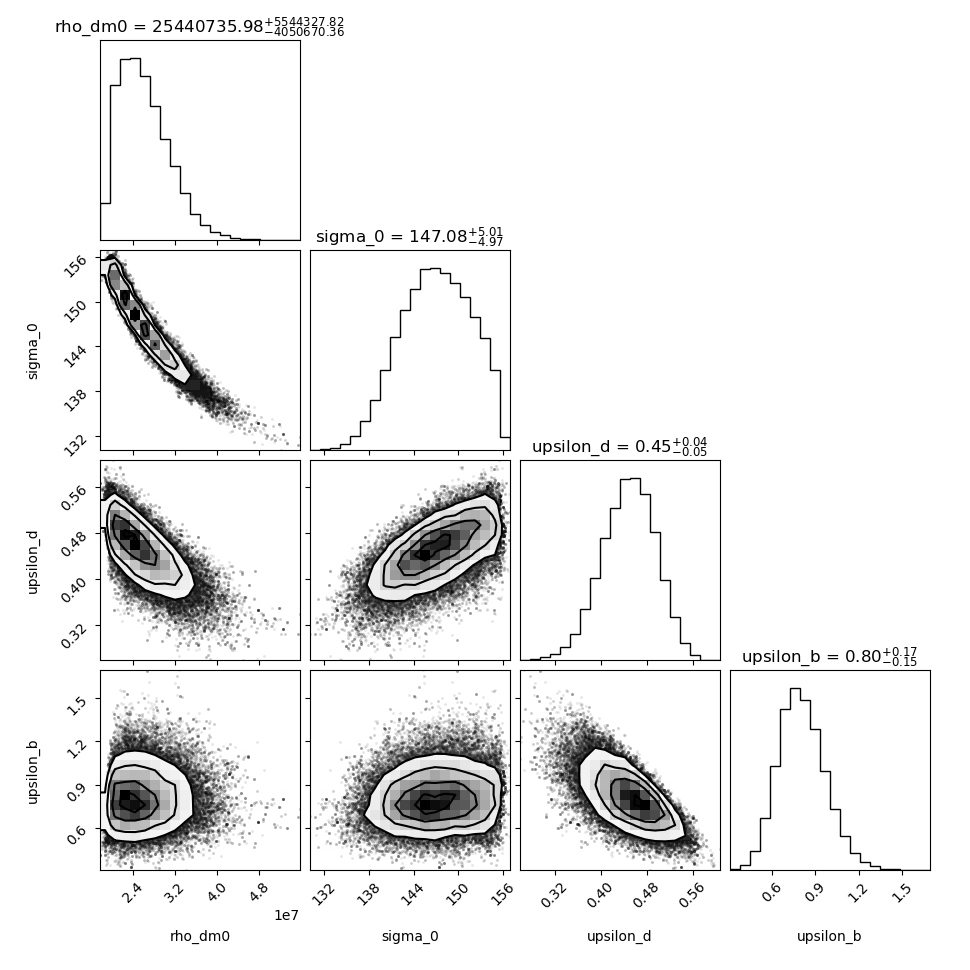 rho_dm0 = 25440735.98+5544327.82−4050670.36
sigma_0 = 147.08+5.01−4.97
156
150
144
138
132
sigma_0
upsilon_d = 0.45+0.04−0.05
0.56
0.48
0.40
0.32
upsilon_d
upsilon_b = 0.80+0.17−0.15
1.5
1.2
0.9
0.6
upsilon_b
2.4 3.2 4.0 4.8
1e7
rho_dm0
132 138 144 150 156
sigma_0
0.32 0.40 0.48 0.56
upsilon_d
0.6 0.9 1.2 1.5
upsilon_b